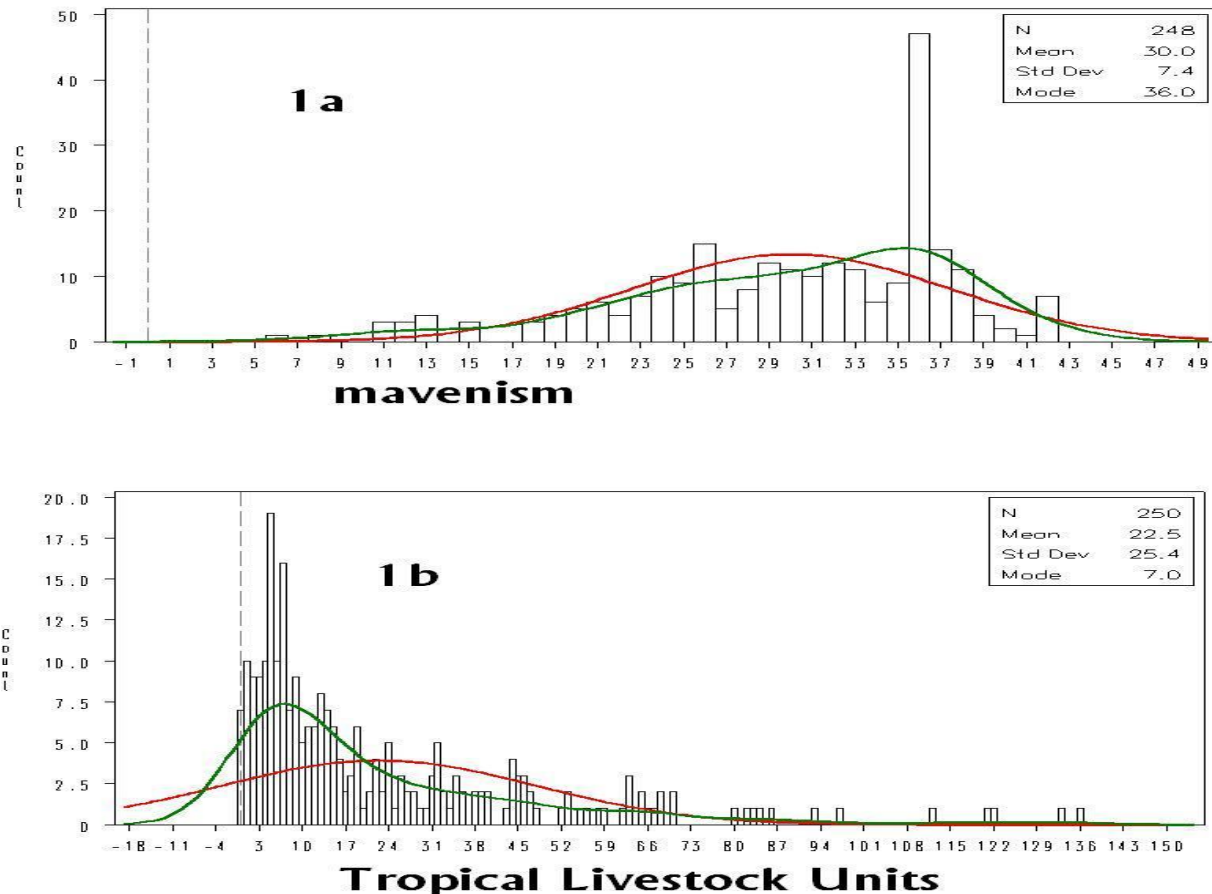 50
40
30
20
10
0
Count
1a
N 248
Mean 30.0
Std Dev 7.4
Mode 36.0
-1 1 3 5 7 9 11 13 15 17 19 21 23 25 27 29 31 33 35 37 39 41 43 45 47 49
mavenism
20.0
17.5
15.0
12.5
10.0
7.5
5.0
2.5
0
Count
1b
N 250
Mean 22.5
Std Dev 25.4
Mode 7.0
-18 -11 -4 3 10 17 24 31 38 45 52 59 66 73 80 87 94 101 108 115 122 129 136 143 150
Tropical Livestock Units